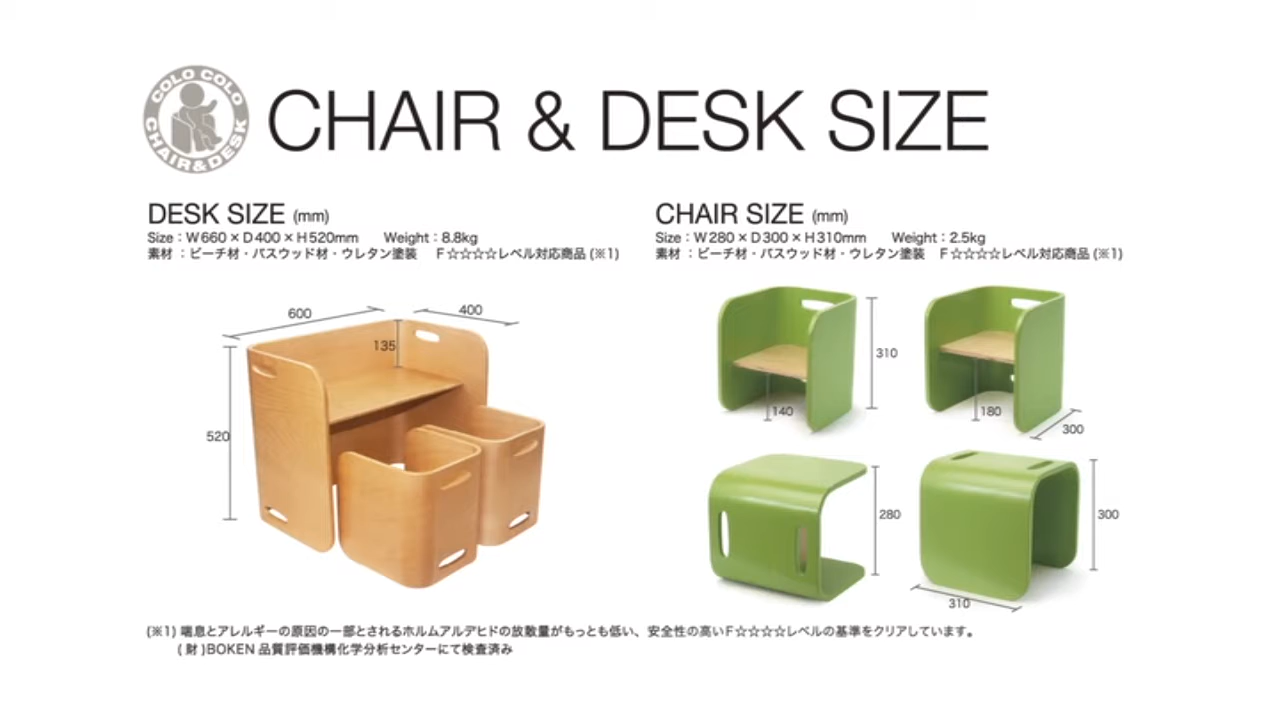 COLO COLO
CHAIR&DESK
CHAIR & DESK SIZE
DESK SIZE (mm)
Size：W660×D400×H520mm　Weight：8.8kg
素材：ビーチ材・バスウッド材・ウレタン塗装　F☆☆☆☆レベル対応商品(※1)
CHAIR SIZE (mm)
Size：W280×D300×H310mm　Weight：2.5kg
素材：ビーチ材・バスウッド材・ウレタン塗装　F☆☆☆☆レベル対応商品(※1)
600
400
135
520
310
140
180
300
280
300
310
(※1) 喘息とアレルギーの原因の一部とされるホルムアルデヒドの放散量がもっとも低い、安全性の高いF☆☆☆☆レベルの基準をクリアしています。
(財)BOKEN 品質評価機構化学分析センターにて検査済み